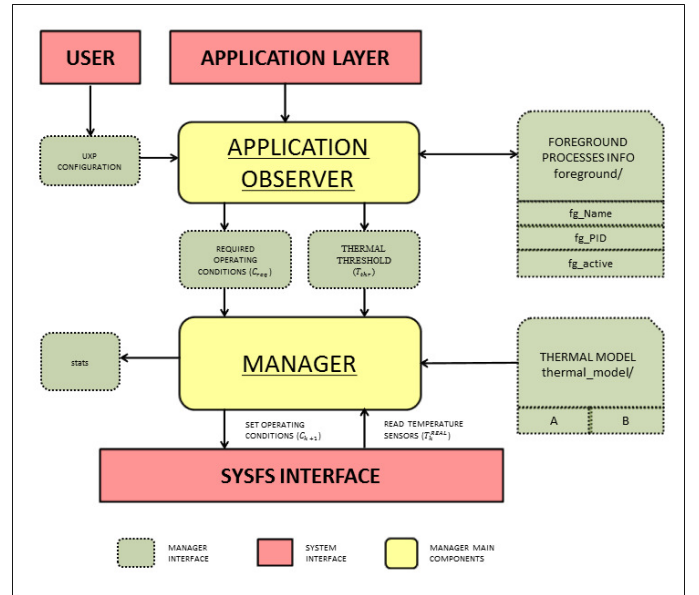 USER
APPLICATION LAYER
UXP
CONFIGURATION
APPLICATION
OBSERVER
FOREGROUND
PROCESSES INFO
foreground/
fg_Name
fg_PID
fg_active
REQUIRED
OPERATING
CONDITIONS (C_req)
THERMAL
THRESHOLD
(T_thr)
stats
MANAGER
THERMAL MODEL
thermal_model/
A
B
SET OPERATING
CONDITIONS (C_{k+1})
READ TEMPERATURE
SENSORS (T_k^{REAL})
SYSFS INTERFACE
MANAGER
INTERFACE
SYSTEM
INTERFACE
MANAGER MAIN
COMPONENTS